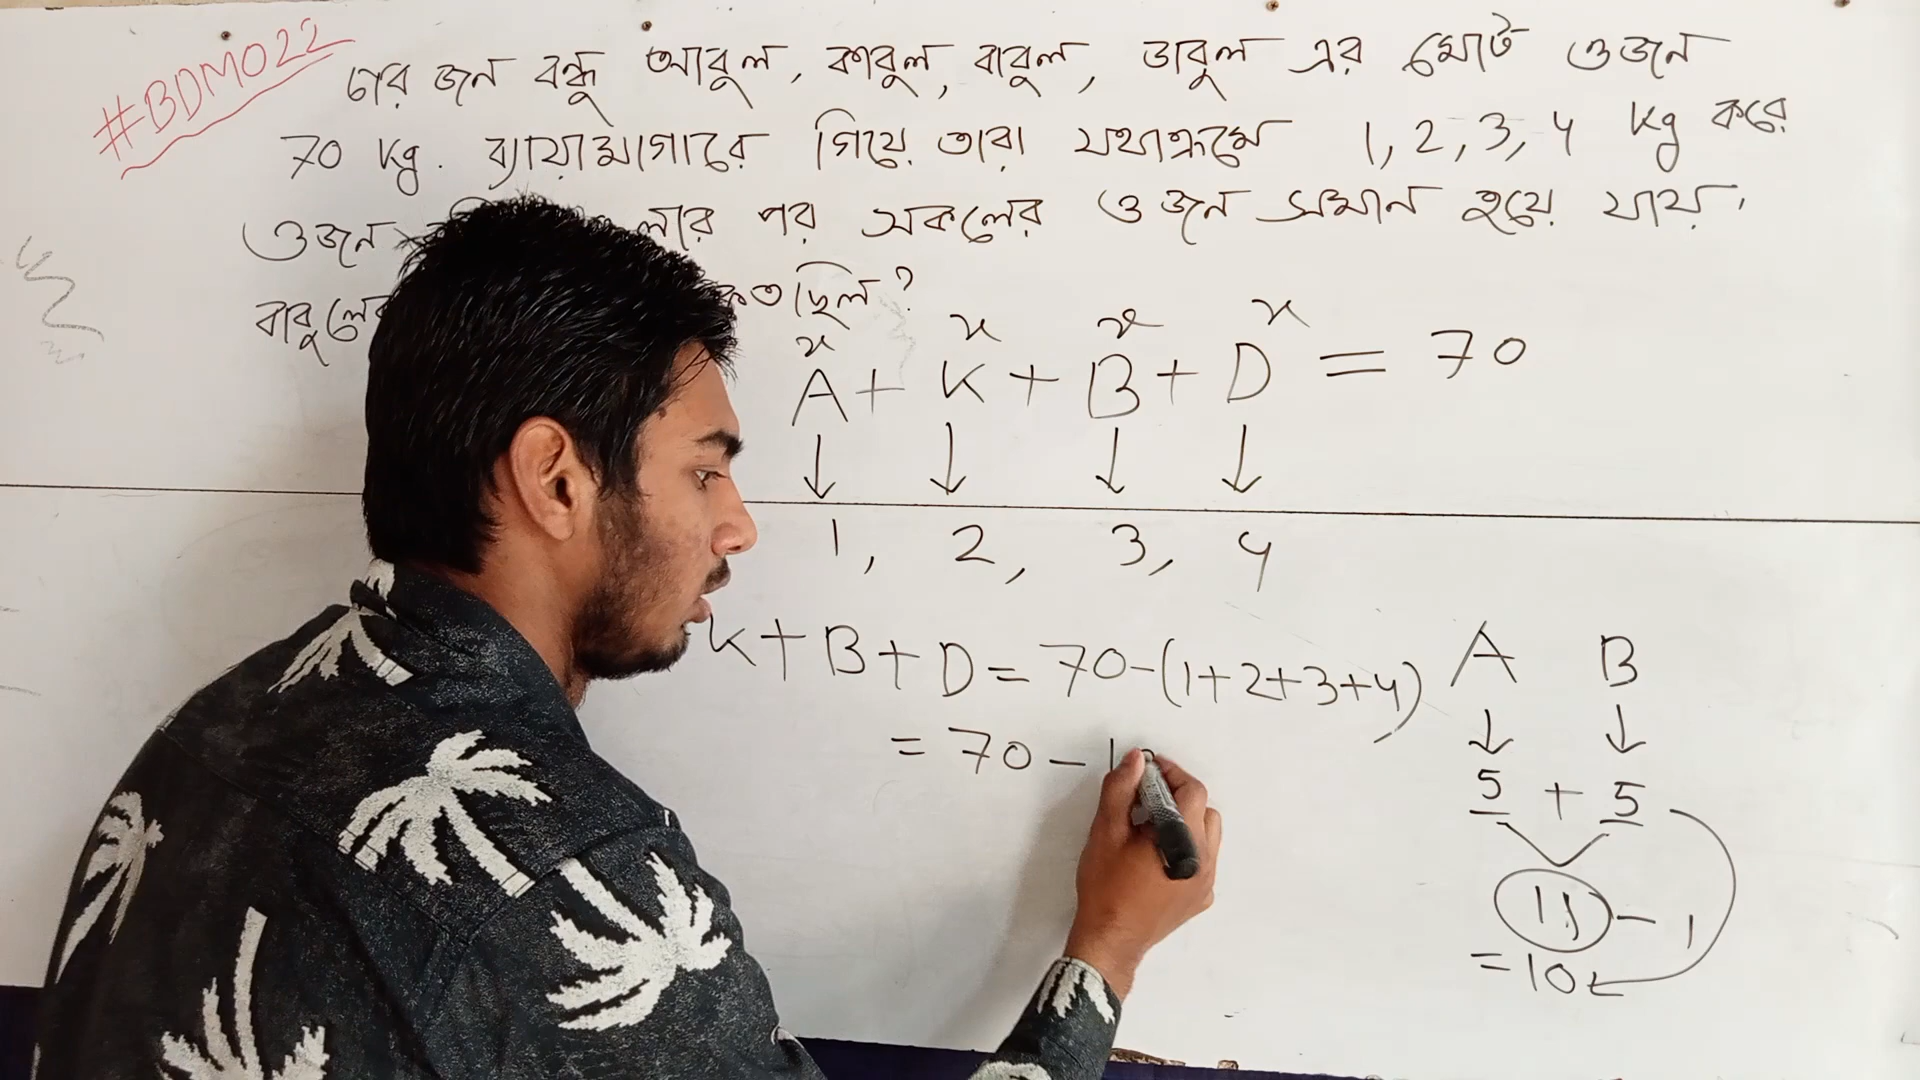 #BDMO22
চার জন বন্ধু আবুল, কাবুল, বাবুল, ডাবুল এর মোট ওজন
70 kg. ব্যায়ামাগারে গিয়ে তারা যথাক্রমে 1, 2, 3, 4 kg করে
ওজন পর সকলের ওজন সমান হয়ে যায়।
বাবুলের ছিল?
x x x x
A + K + B + D = 70
↓ ↓ ↓ ↓
1, 2, 3, 4
K + B + D = 70 - (1+2+3+4)
= 70 - 10
A B
↓ ↓
5 + 5
11 - 1
= 10